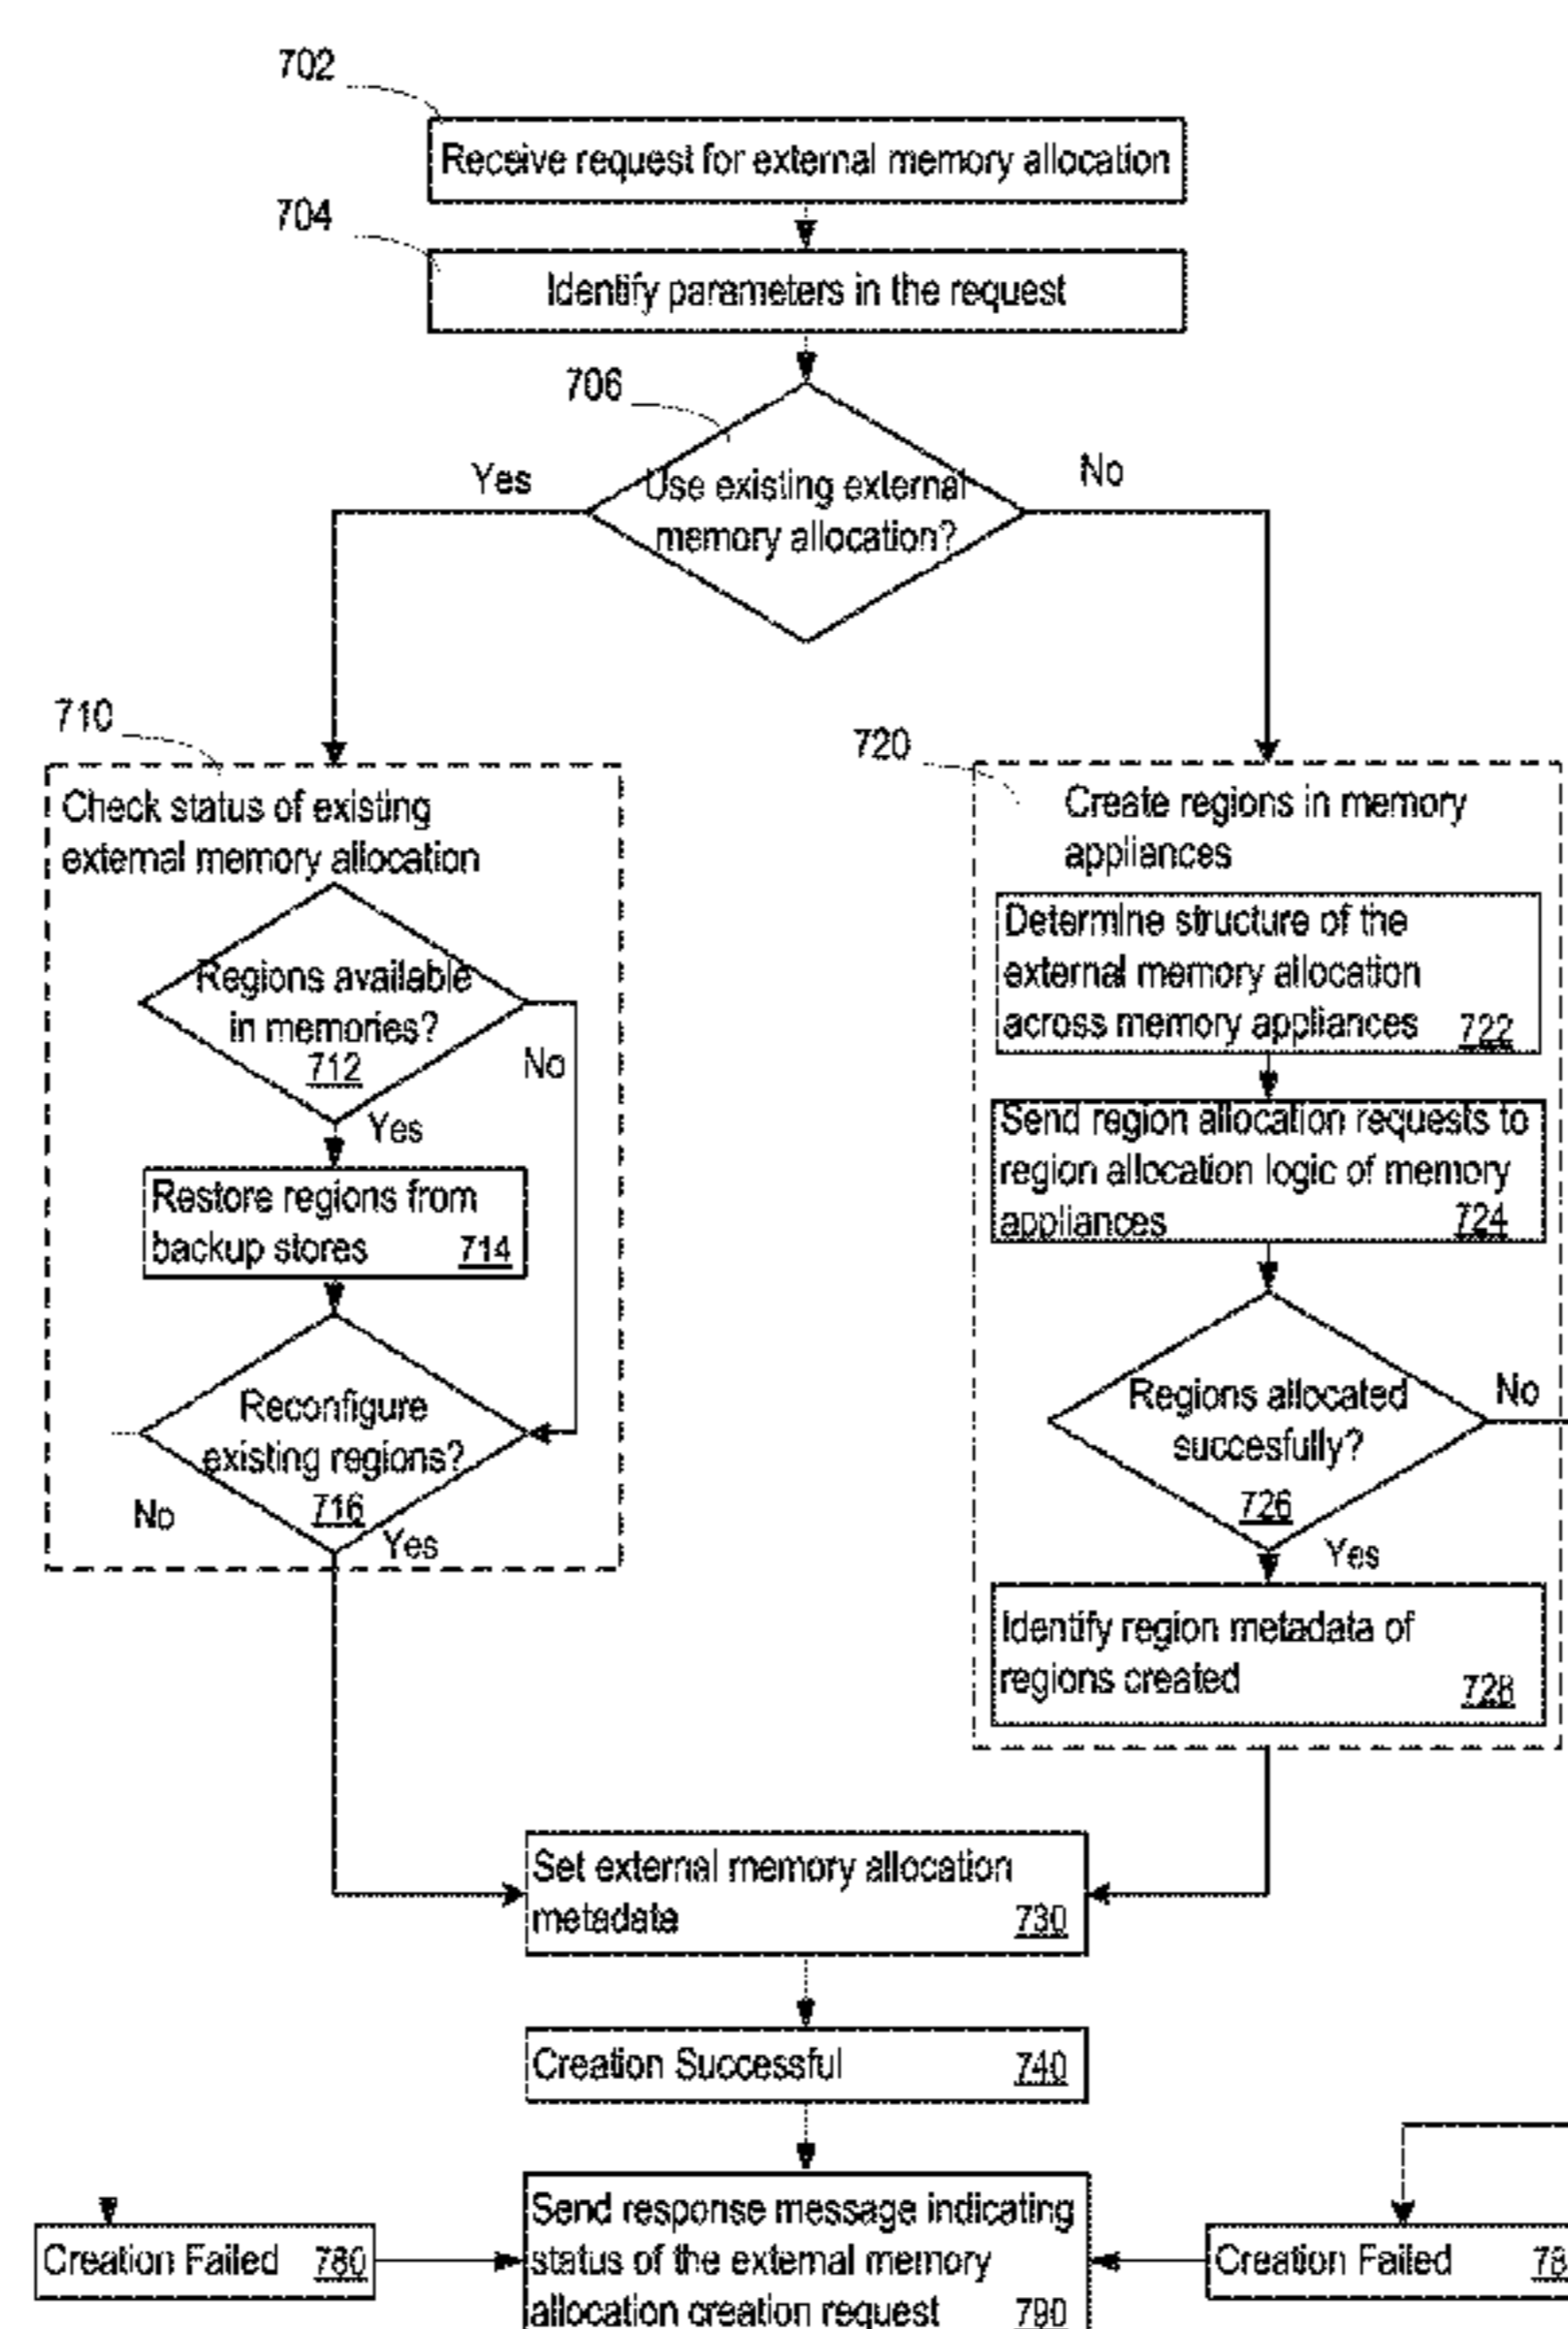 702
Receive request for external memory allocation
704
Identify parameters in the request
706
Use existing external
memory allocation?
Yes
No
710
Check status of existing
external memory allocation
Regions available
in memories?
712
No
Yes
Restore regions from
backup stores 714
Reconfigure
existing regions?
716
No
Yes
720
Create regions in memory
appliances
Determine structure of the
external memory allocation
across memory appliances 722
Send region allocation requests to
region allocation logic of memory
appliances 724
Regions allocated
succesfully?
726
No
Yes
Identify region metadata of
regions created 728
Set external memory allocation
metadata 730
Creation Successful 740
Creation Failed 780
Send response message indicating
status of the external memory
allocation creation request 790
Creation Failed